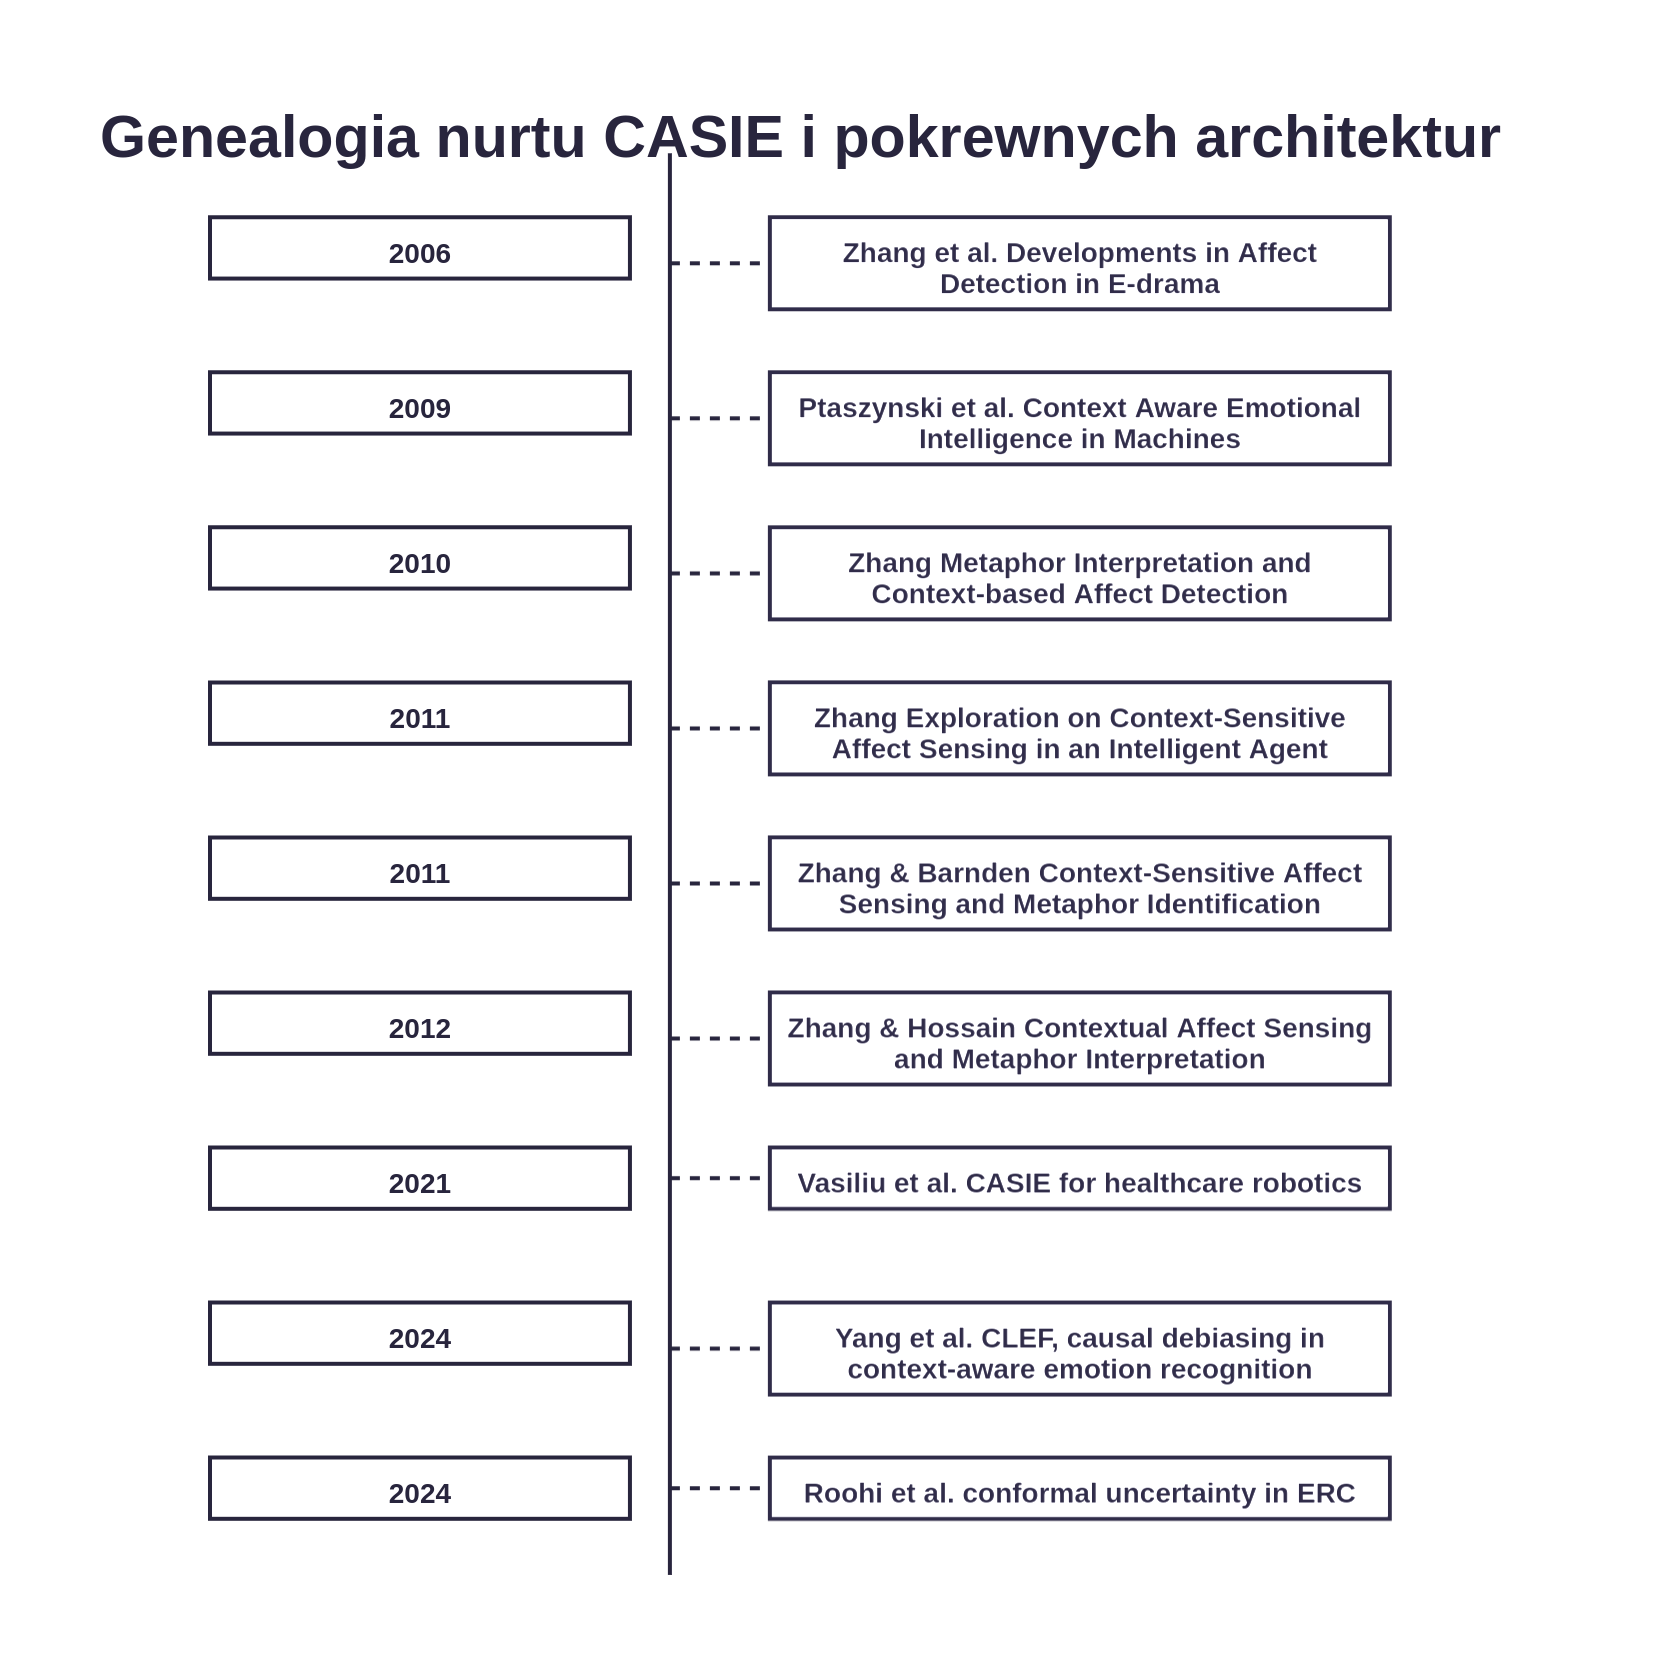 Genealogia nurtu CASIE i pokrewnych architektur
2006
Zhang et al. Developments in Affect
Detection in E-drama
2009
Ptaszynski et al. Context Aware Emotional
Intelligence in Machines
2010
Zhang Metaphor Interpretation and
Context-based Affect Detection
2011
Zhang Exploration on Context-Sensitive
Affect Sensing in an Intelligent Agent
2011
Zhang & Barnden Context-Sensitive Affect
Sensing and Metaphor Identification
2012
Zhang & Hossain Contextual Affect Sensing
and Metaphor Interpretation
2021
Vasiliu et al. CASIE for healthcare robotics
2024
Yang et al. CLEF, causal debiasing in
context-aware emotion recognition
2024
Roohi et al. conformal uncertainty in ERC